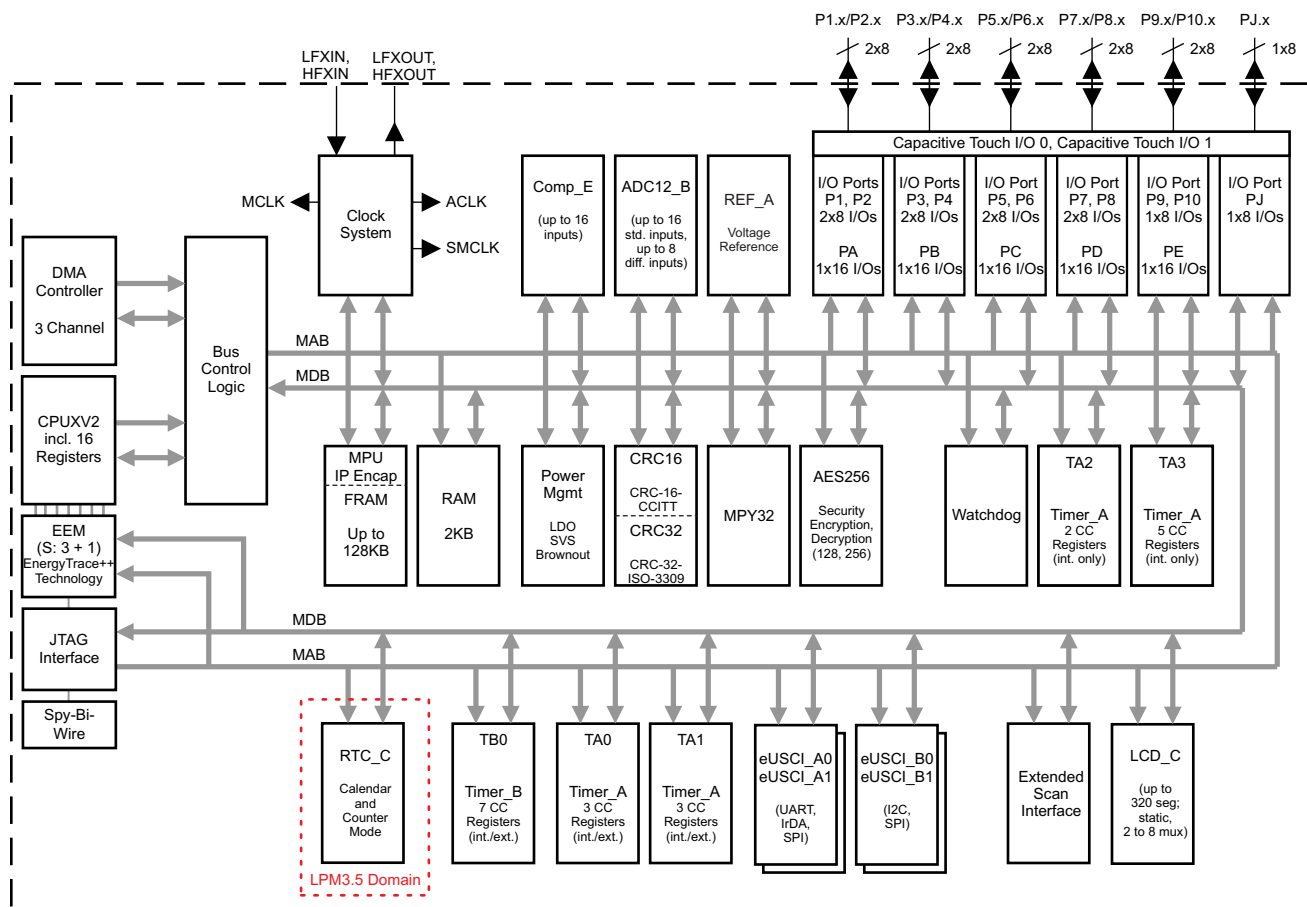 P1.x/P2.x
P3.x/P4.x
P5.x/P6.x
P7.x/P8.x
P9.x/P10.x
PJ.x
2x8
2x8
2x8
2x8
2x8
1x8
LFXIN,
HFXIN
LFXOUT,
HFXOUT
Capacitive Touch I/O 0, Capacitive Touch I/O 1
MCLK
Clock
System
ACLK
SMCLK
Comp_E
(up to 16
inputs)
ADC12_B
(up to 16
std. inputs,
up to 8
diff. inputs)
REF_A
Voltage
Reference
I/O Ports
P1, P2
2x8 I/Os
PA
1x16 I/Os
I/O Ports
P3, P4
2x8 I/Os
PB
1x16 I/Os
I/O Port
P5, P6
2x8 I/Os
PC
1x16 I/Os
I/O Port
P7, P8
2x8 I/Os
PD
1x16 I/Os
I/O Port
P9, P10
1x8 I/Os
PE
1x16 I/Os
I/O Port
PJ
1x8 I/Os
DMA
Controller
3 Channel
Bus
Control
Logic
MAB
MDB
CPUXV2
incl. 16
Registers
EEM
(S: 3 + 1)
EnergyTrace++
Technology
JTAG
Interface
Spy-Bi-
Wire
MPU
IP Encap
FRAM
Up to
128KB
RAM
2KB
Power
Mgmt
LDO
SVS
Brownout
CRC16
CRC-16-
CCITT
CRC32
CRC-32-
ISO-3309
MPY32
AES256
Security
Encryption,
Decryption
(128, 256)
Watchdog
TA2
Timer_A
2 CC
Registers
(int. only)
TA3
Timer_A
5 CC
Registers
(int. only)
MDB
MAB
RTC_C
Calendar
and
Counter
Mode
LPM3.5 Domain
TB0
Timer_B
7 CC
Registers
(int./ext.)
TA0
Timer_A
3 CC
Registers
(int./ext.)
TA1
Timer_A
3 CC
Registers
(int./ext.)
eUSCI_A0
eUSCI_A1
(UART,
IrDA,
SPI)
eUSCI_B0
eUSCI_B1
(I2C,
SPI)
Extended
Scan
Interface
LCD_C
(up to
320 seg;
static,
2 to 8 mux)